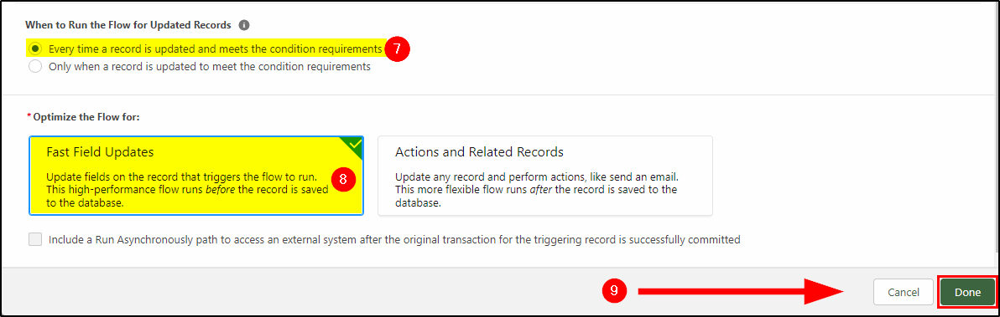 When to Run the Flow for Updated Records
Every time a record is updated and meets the condition requirements 7
Only when a record is updated to meet the condition requirements
* Optimize the Flow for:
Fast Field Updates
Update fields on the record that triggers the flow to run.
This high-performance flow runs before the record is saved
to the database.
8
Actions and Related Records
Update any record and perform actions, like send an email.
This more flexible flow runs after the record is saved to the
database.
Include a Run Asynchronously path to access an external system after the original transaction for the triggering record is successfully committed
9 Cancel Done